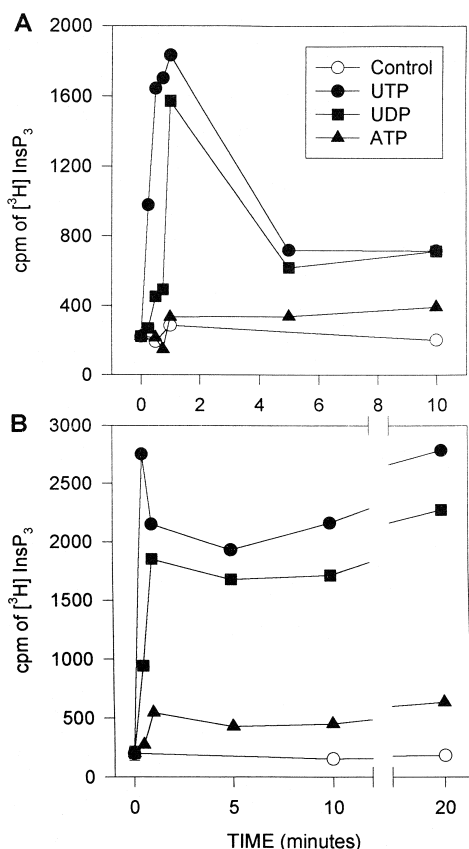 A
2000
1600
1200
800
400
0
cpm of [³H] InsP₃
Control
UTP
UDP
ATP
0 2 4 6 8 10
B
3000
2500
2000
1500
1000
500
0
cpm of [³H] InsP₃
0 5 10 20
TIME (minutes)